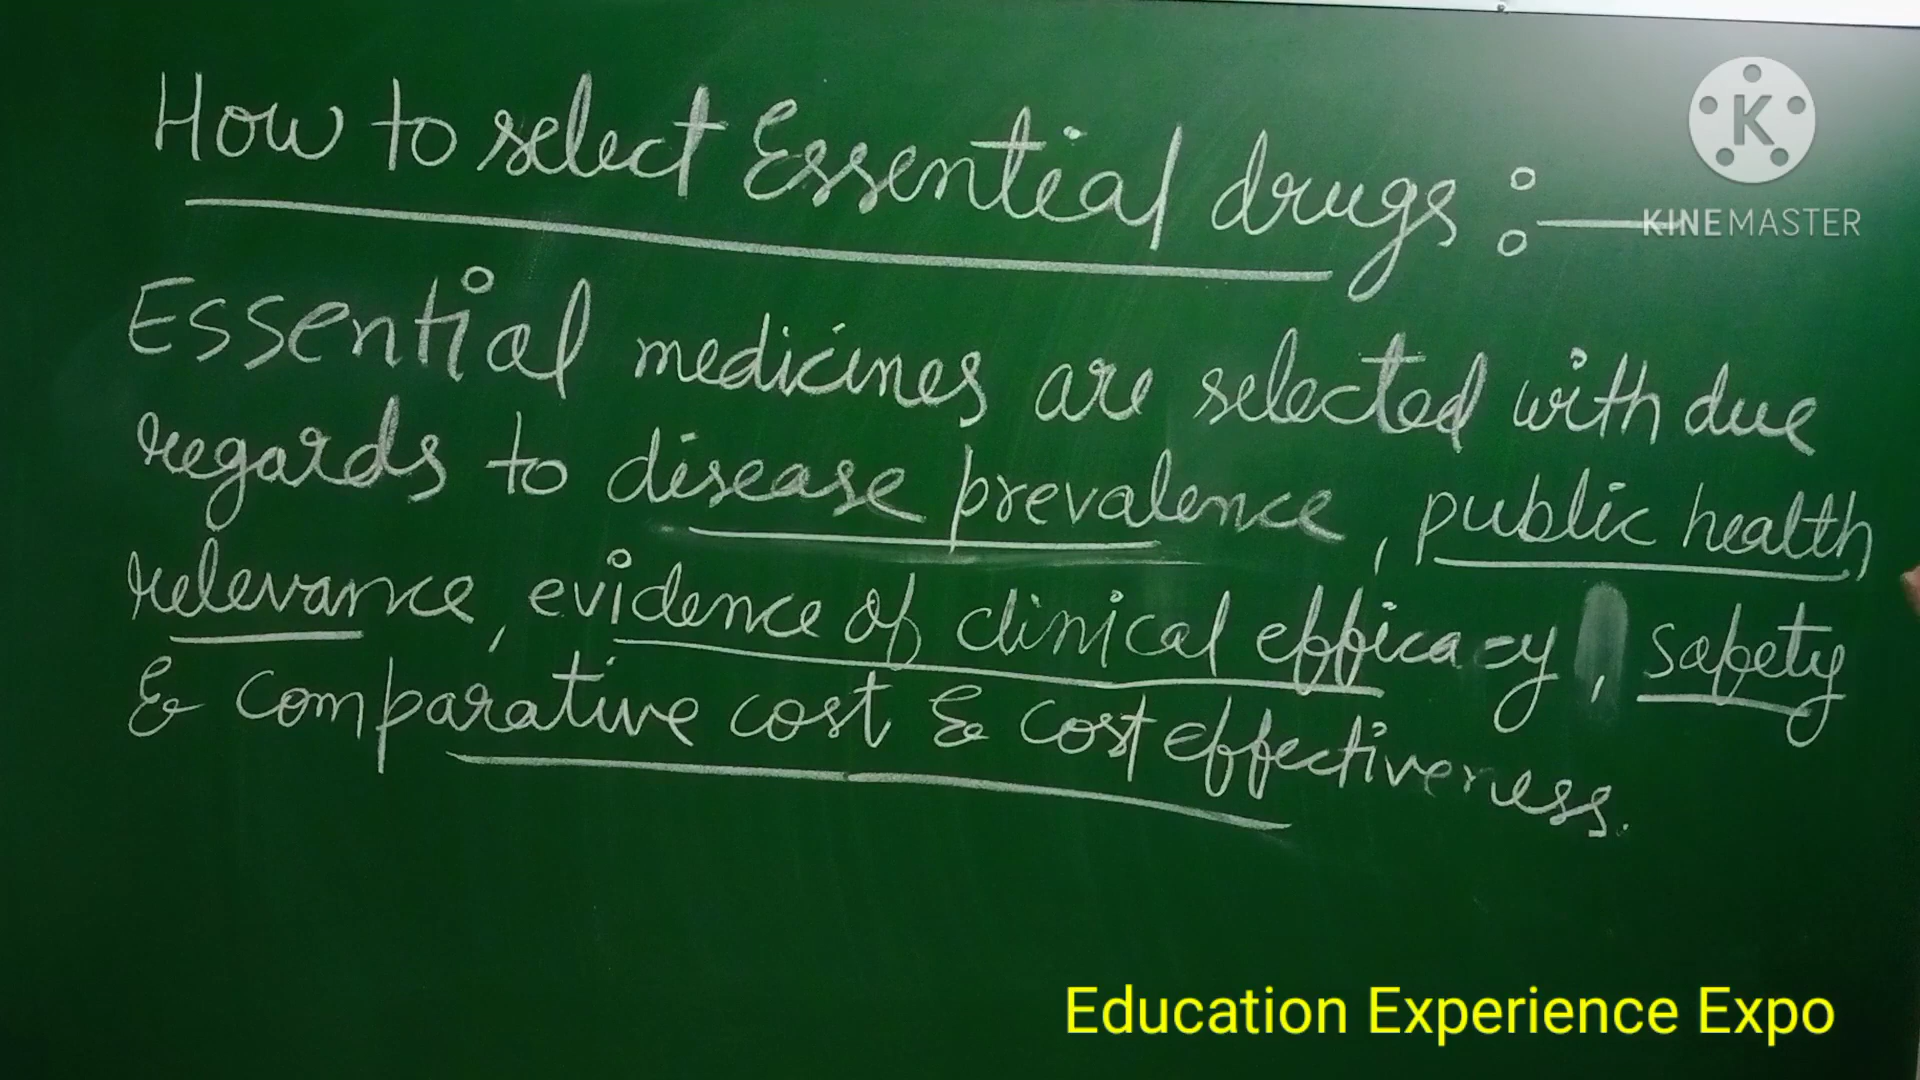 How to select Essential drugs :—
K
KINEMASTER
Essential medicines are selected with due
regards to disease prevalence, public health
relevance, evidence of clinical efficacy, safety
& comparative cost & cost effectiveness.
Education Experience Expo